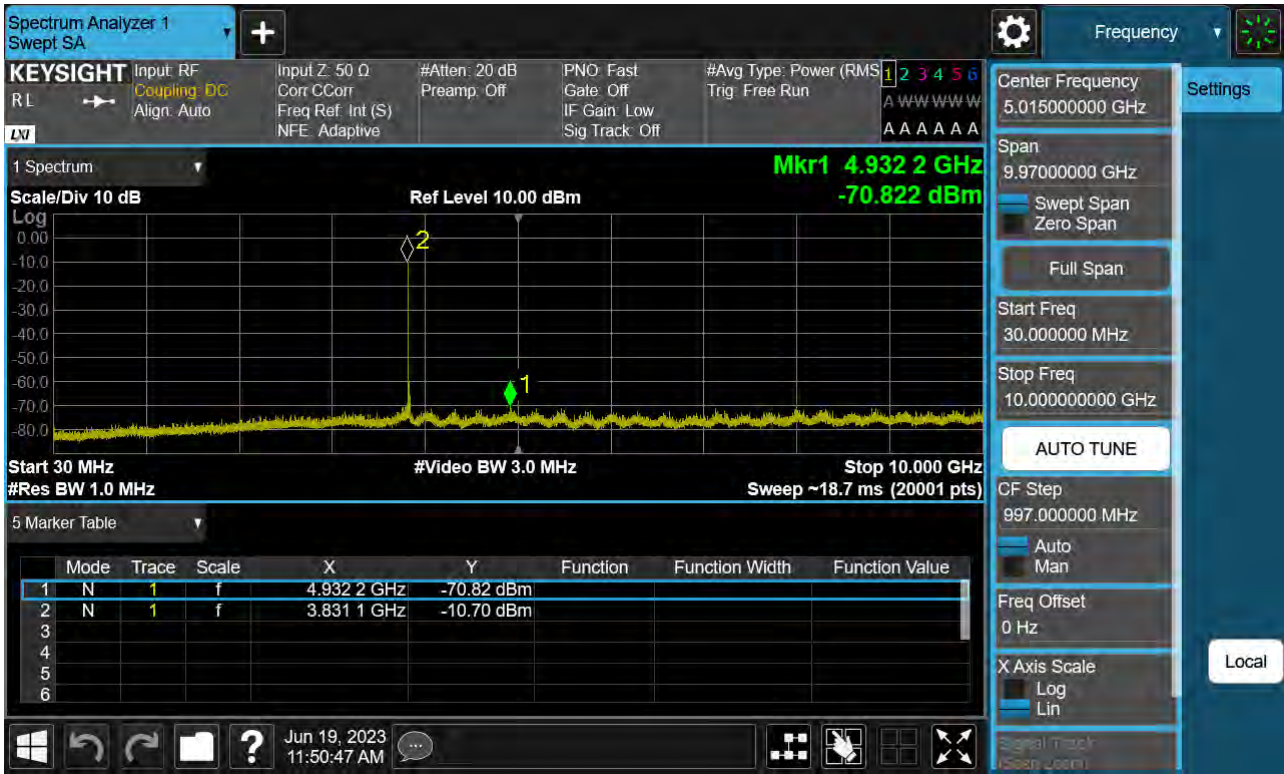 Spectrum Analyzer 1
Swept SA
+
Frequency
KEYSIGHT
RL
LXI
Input: RF
Coupling: DC
Align: Auto
Input Z: 50 Ω
Corr CCorr
Freq Ref: Int (S)
NFE: Adaptive
#Atten: 20 dB
Preamp: Off
PNO: Fast
Gate: Off
IF Gain: Low
Sig Track: Off
#Avg Type: Power (RMS
Trig: Free Run
1 2 3 4 5 6
A W W W W W
A A A A A A
1 Spectrum
Mkr1 4.932 2 GHz
Scale/Div 10 dB
Ref Level 10.00 dBm
-70.822 dBm
Log
0.00
-10.0
-20.0
-30.0
-40.0
-50.0
-60.0
-70.0
-80.0
2
1
Start 30 MHz
#Video BW 3.0 MHz
Stop 10.000 GHz
#Res BW 1.0 MHz
Sweep ~18.7 ms (20001 pts)
5 Marker Table
Mode Trace Scale X Y Function Function Width Function Value
1 N 1 f 4.932 2 GHz -70.82 dBm
2 N 1 f 3.831 1 GHz -10.70 dBm
3
4
5
6
Center Frequency
5.015000000 GHz
Settings
Span
9.97000000 GHz
Swept Span
Zero Span
Full Span
Start Freq
30.000000 MHz
Stop Freq
10.000000000 GHz
AUTO TUNE
CF Step
997.000000 MHz
Auto
Man
Freq Offset
0 Hz
X Axis Scale
Log
Lin
Signal Track
(Span Zoom)
Local
?
Jun 19, 2023
11:50:47 AM